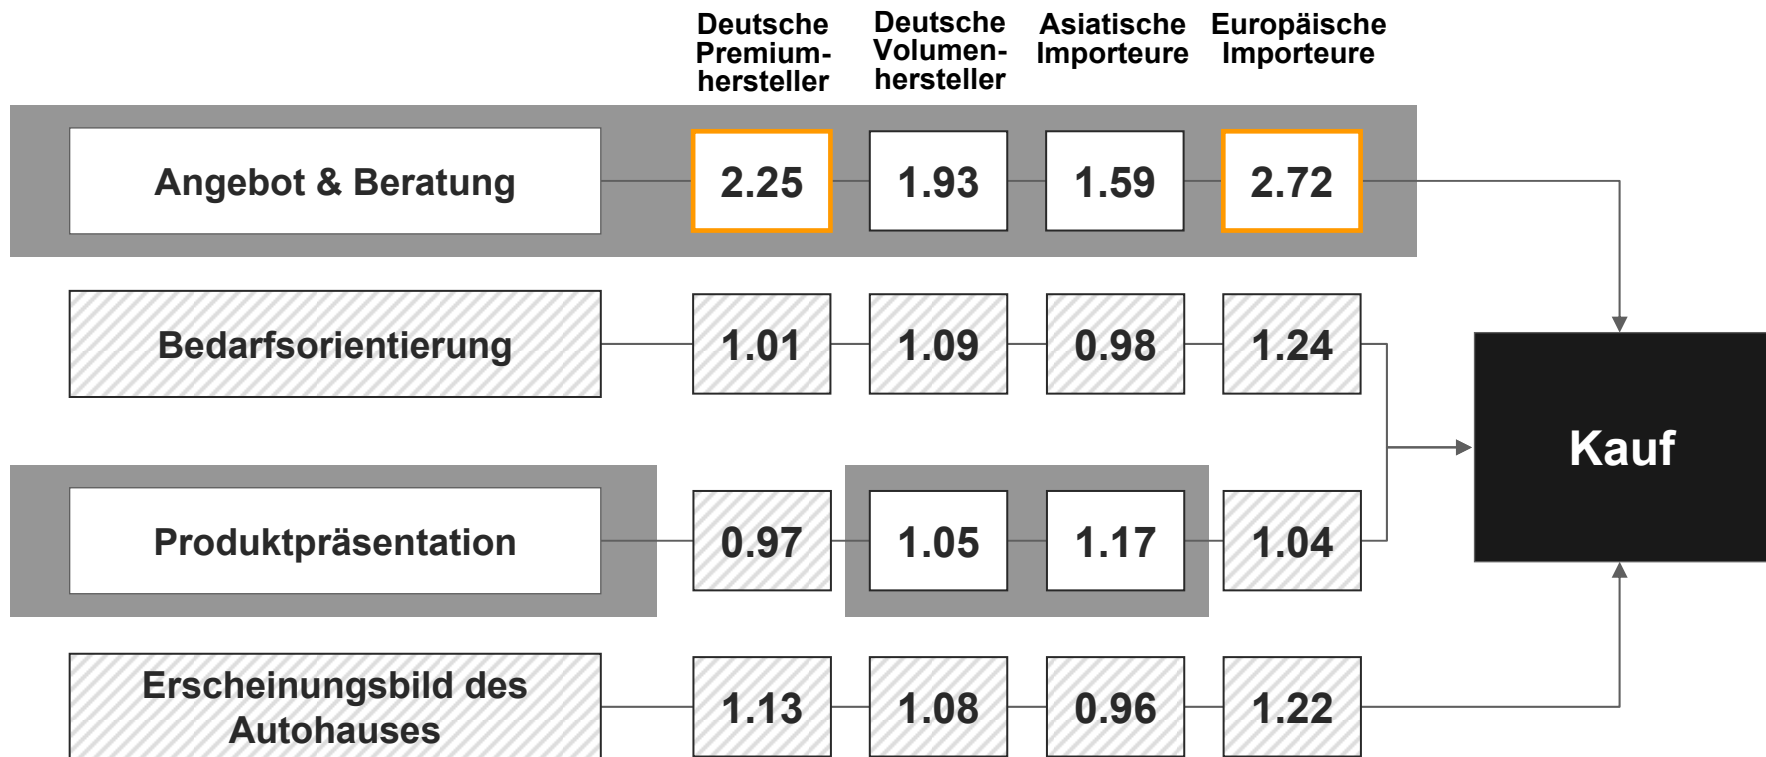 Deutsche
Premium-
hersteller
Deutsche
Volumen-
hersteller
Asiatische
Importeure
Europäische
Importeure
Angebot & Beratung
2.25
1.93
1.59
2.72
Bedarfsorientierung
1.01
1.09
0.98
1.24
Kauf
Produktpräsentation
0.97
1.05
1.17
1.04
Erscheinungsbild des
Autohauses
1.13
1.08
0.96
1.22